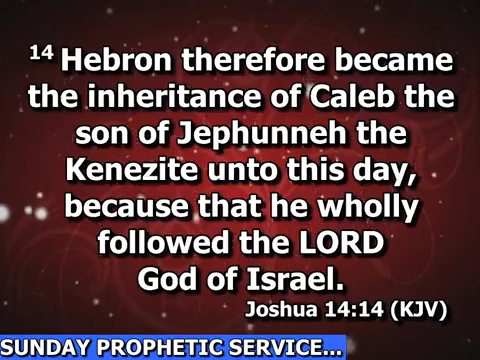 14 Hebron therefore became
the inheritance of Caleb the
son of Jephunneh the
Kenezite unto this day,
because that he wholly
followed the LORD
God of Israel.
Joshua 14:14 (KJV)
SUNDAY PROPHETIC SERVICE...